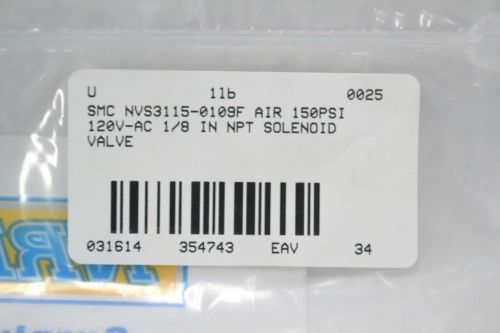 U 1lb 0025
SMC NVS3115-0109F AIR 150PSI
120V-AC 1/8 IN NPT SOLENOID
VALVE
031614 354743 EAV 34